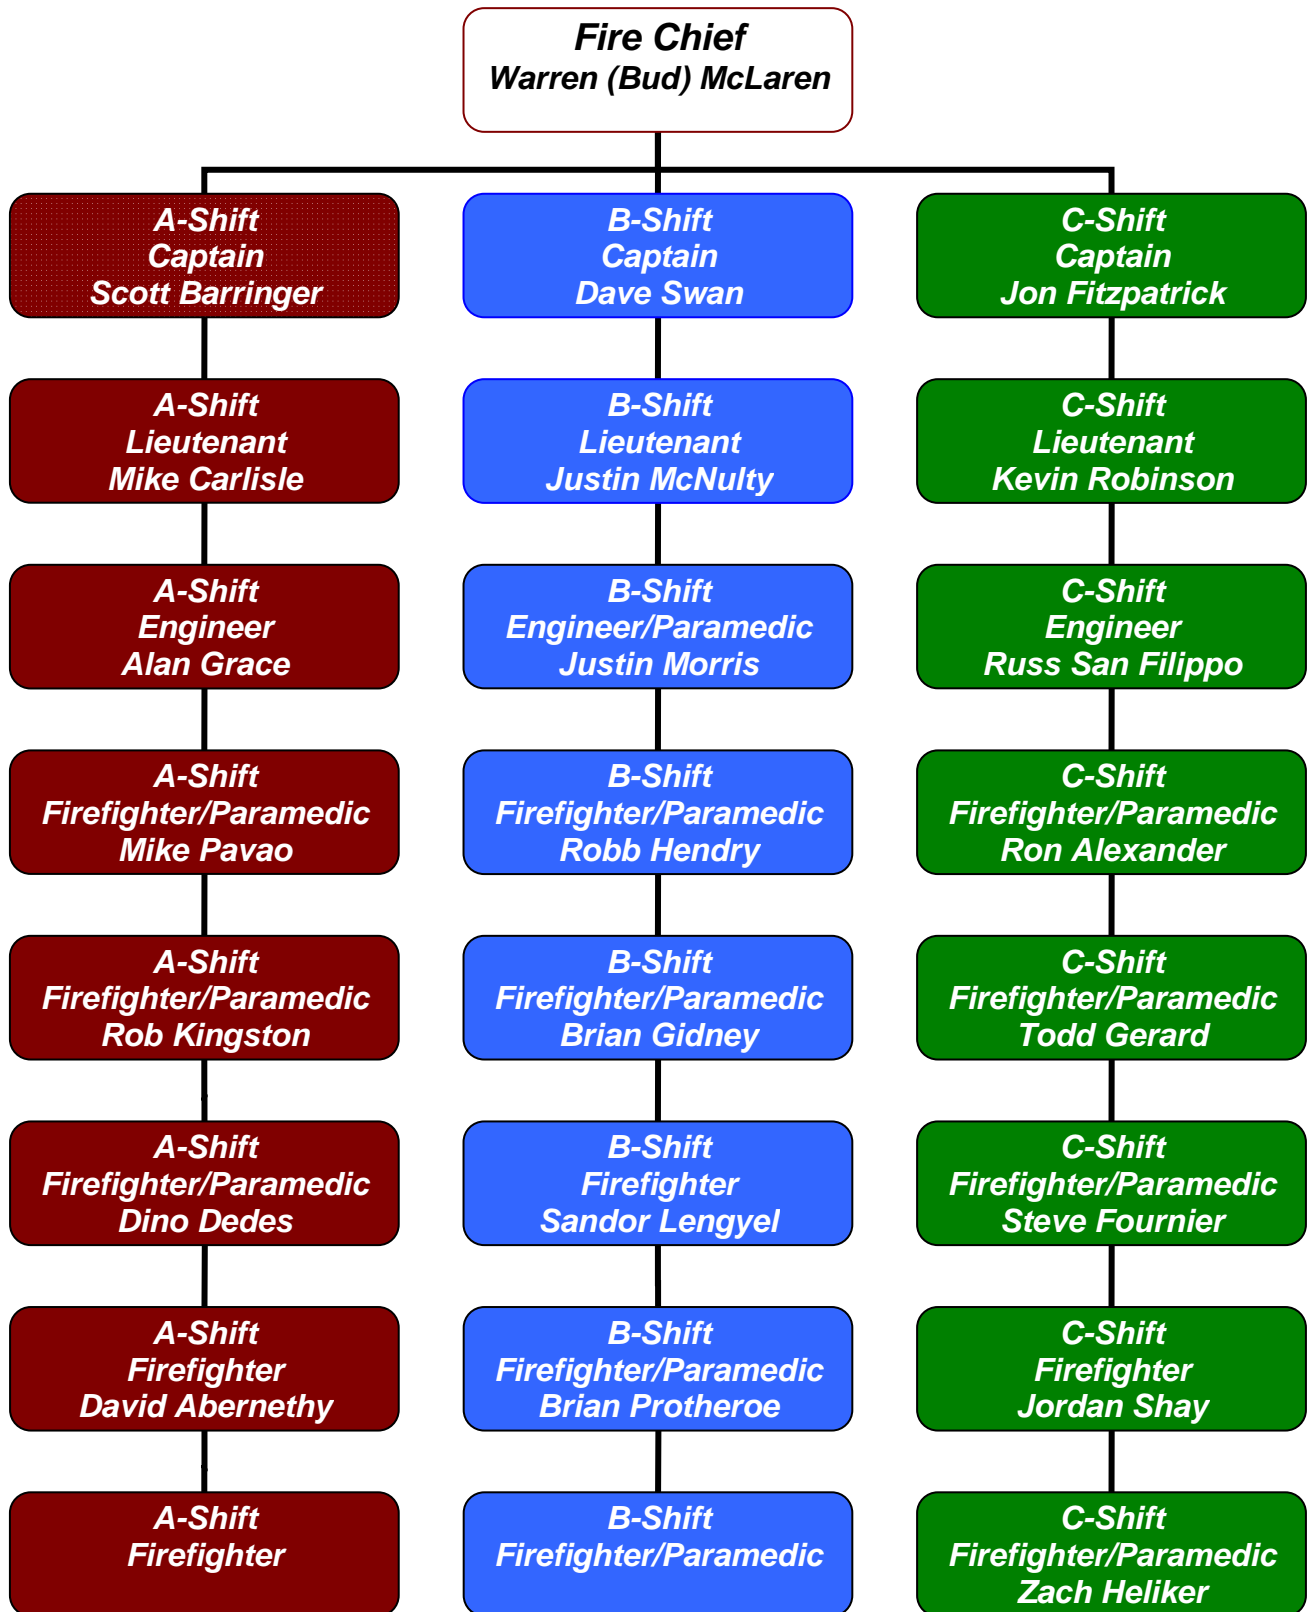 Fire Chief
Warren (Bud) McLaren
A-Shift
Captain
Scott Barringer
B-Shift
Captain
Dave Swan
C-Shift
Captain
Jon Fitzpatrick
A-Shift
Lieutenant
Mike Carlisle
B-Shift
Lieutenant
Justin McNulty
C-Shift
Lieutenant
Kevin Robinson
A-Shift
Engineer
Alan Grace
B-Shift
Engineer/Paramedic
Justin Morris
C-Shift
Engineer
Russ San Filippo
A-Shift
Firefighter/Paramedic
Mike Pavao
B-Shift
Firefighter/Paramedic
Robb Hendry
C-Shift
Firefighter/Paramedic
Ron Alexander
A-Shift
Firefighter/Paramedic
Rob Kingston
B-Shift
Firefighter/Paramedic
Brian Gidney
C-Shift
Firefighter/Paramedic
Todd Gerard
A-Shift
Firefighter/Paramedic
Dino Dedes
B-Shift
Firefighter
Sandor Lengyel
C-Shift
Firefighter/Paramedic
Steve Fournier
A-Shift
Firefighter
David Abernethy
B-Shift
Firefighter/Paramedic
Brian Protheroe
C-Shift
Firefighter
Jordan Shay
A-Shift
Firefighter
B-Shift
Firefighter/Paramedic
C-Shift
Firefighter/Paramedic
Zach Heliker